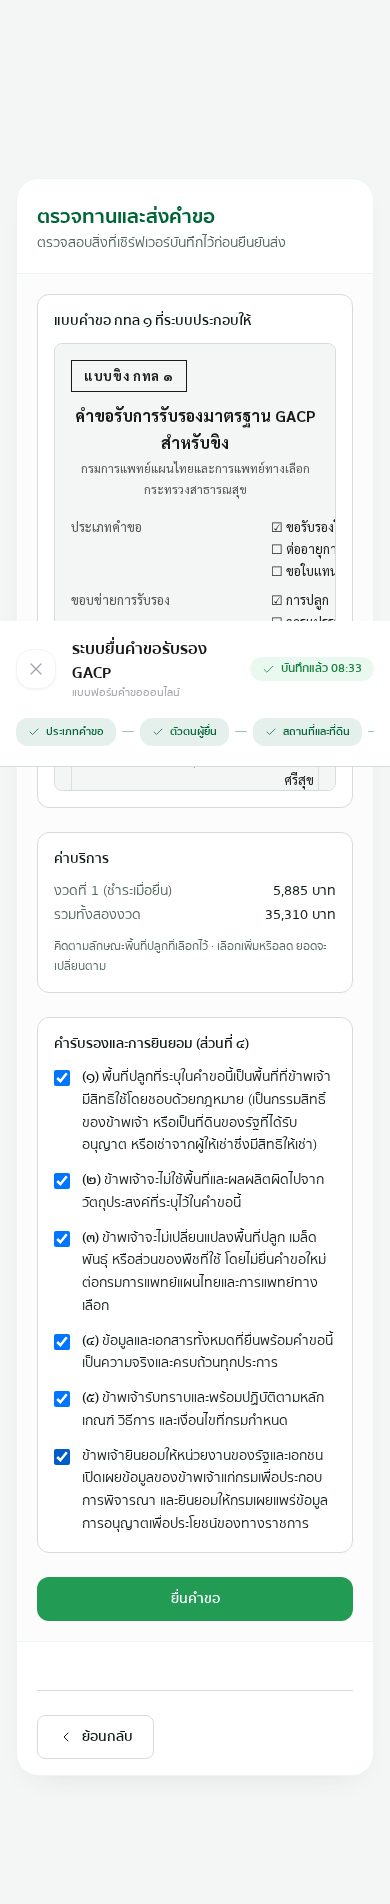 ตรวจทานและส่งคำขอ
ตรวจสอบสิ่งที่เซิร์ฟเวอร์บันทึกไว้ก่อนยืนยันส่ง
แบบคำขอ กทล ๑ ที่ระบบประกอบให้
แบบขิง กทล ๑
คำขอรับการรับรองมาตรฐาน GACP
สำหรับขิง
กรมการแพทย์แผนไทยและการแพทย์ทางเลือก
กระทรวงสาธารณสุข
ประเภทคำขอ
☑ ขอรับรอง
☐ ต่ออายุ
☐ ขอใบแทน
ขอบข่ายการรับรอง
☑ การปลูก
ระบบยื่นคำขอรับรอง
GACP
แบบฟอร์มคำขอออนไลน์
บันทึกแล้ว 08:33
ประเภทคำขอ
ตัวตนผู้ยื่น
สถานที่และที่ดิน
ศรีสุข
ค่าบริการ
งวดที่ 1 (ชำระเมื่อยื่น) 5,885 บาท
รวมทั้งสองงวด 35,310 บาท
คิดตามลักษณะพื้นที่ปลูกที่เลือกไว้ · เลือกเพิ่มหรือลด ยอดจะ
เปลี่ยนตาม
คำรับรองและการยินยอม (ส่วนที่ ๔)
(๑) พื้นที่ปลูกที่ระบุในคำขอนี้เป็นพื้นที่ที่ข้าพเจ้า
มีสิทธิใช้โดยชอบด้วยกฎหมาย (เป็นกรรมสิทธิ์
ของข้าพเจ้า หรือเป็นที่ดินของรัฐที่ได้รับ
อนุญาต หรือเช่าจากผู้ให้เช่าซึ่งมีสิทธิให้เช่า)
(๒) ข้าพเจ้าจะไม่ใช้พื้นที่และผลผลิตผิดไปจาก
วัตถุประสงค์ที่ระบุไว้ในคำขอนี้
(๓) ข้าพเจ้าจะไม่เปลี่ยนแปลงพื้นที่ปลูก เมล็ด
พันธุ์ หรือส่วนของพืชที่ใช้ โดยไม่ยื่นคำขอใหม่
ต่อกรมการแพทย์แผนไทยและการแพทย์ทาง
เลือก
(๔) ข้อมูลและเอกสารทั้งหมดที่ยื่นพร้อมคำขอนี้
เป็นความจริงและครบถ้วนทุกประการ
(๕) ข้าพเจ้ารับทราบและพร้อมปฏิบัติตามหลัก
เกณฑ์ วิธีการ และเงื่อนไขที่กรมกำหนด
ข้าพเจ้ายินยอมให้หน่วยงานของรัฐและเอกชน
เปิดเผยข้อมูลของข้าพเจ้าแก่กรมเพื่อประกอบ
การพิจารณา และยินยอมให้กรมเผยแพร่ข้อมูล
การอนุญาตเพื่อประโยชน์ของทางราชการ
ยื่นคำขอ
ย้อนกลับ